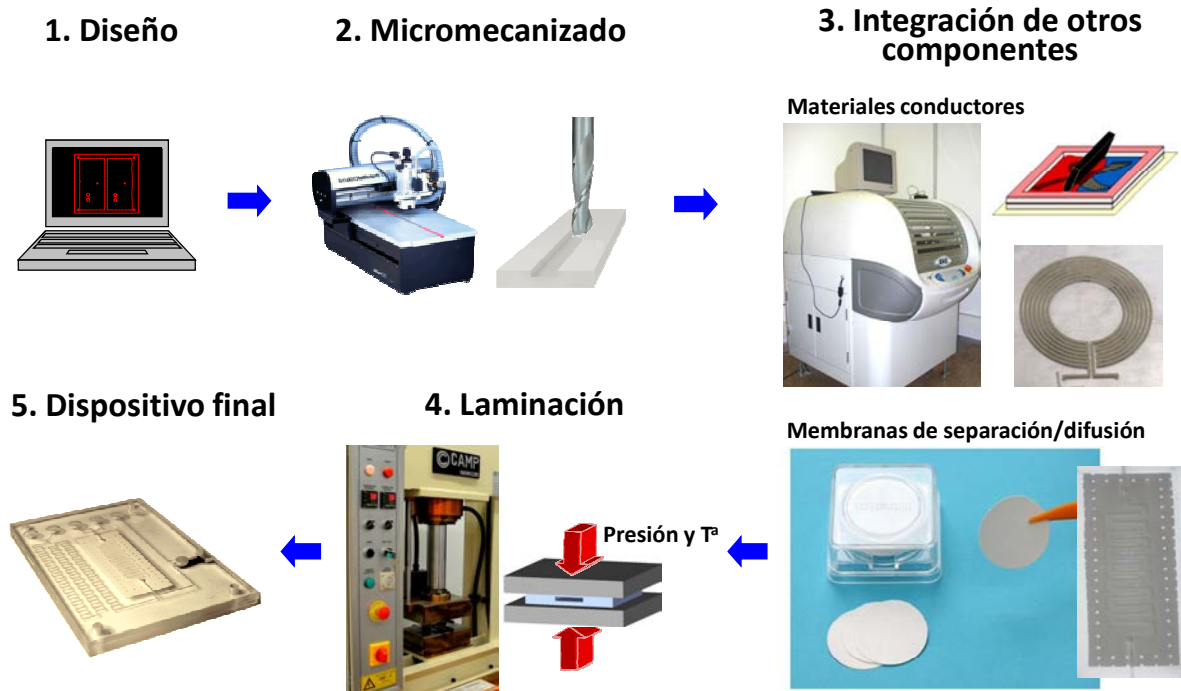 1. Diseño
2. Micromecanizado
3. Integración de otros
componentes
Materiales conductores
5. Dispositivo final
4. Laminación
Membranas de separación/difusión
CAMP
Presión y Tª